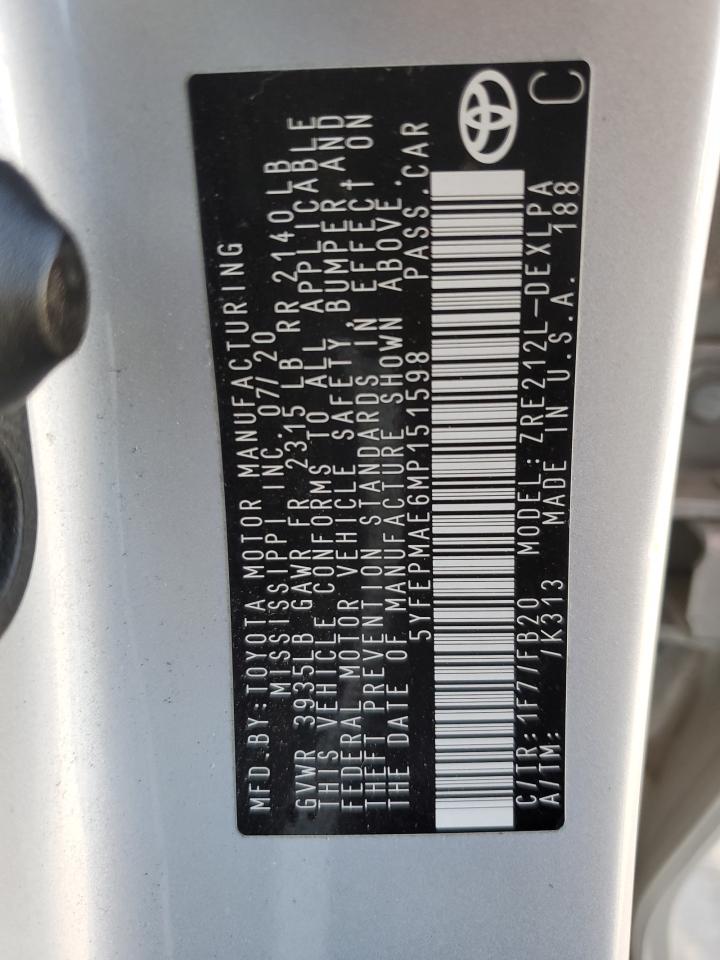 MFD.BY:TOYOTA MOTOR MANUFACTURING
MISSISSIPPI INC. 07/20
GVWR 3935LB GAWR FR 2315 LB RR 2140 LB
THIS VEHICLE CONFORMS TO ALL APPLICABLE
FEDERAL MOTOR VEHICLE SAFETY, BUMPER AND
THEFT PREVENTION STANDARDS IN EFFECT ON
THE DATE OF MANUFACTURE SHOWN ABOVE.
5YFEPMAE6MP151598 PASS.CAR
C/TR:1F7/FB20 MODEL:ZRE212L-DEXLPA
A/TM: /K313 MADE IN U.S.A. 188
C